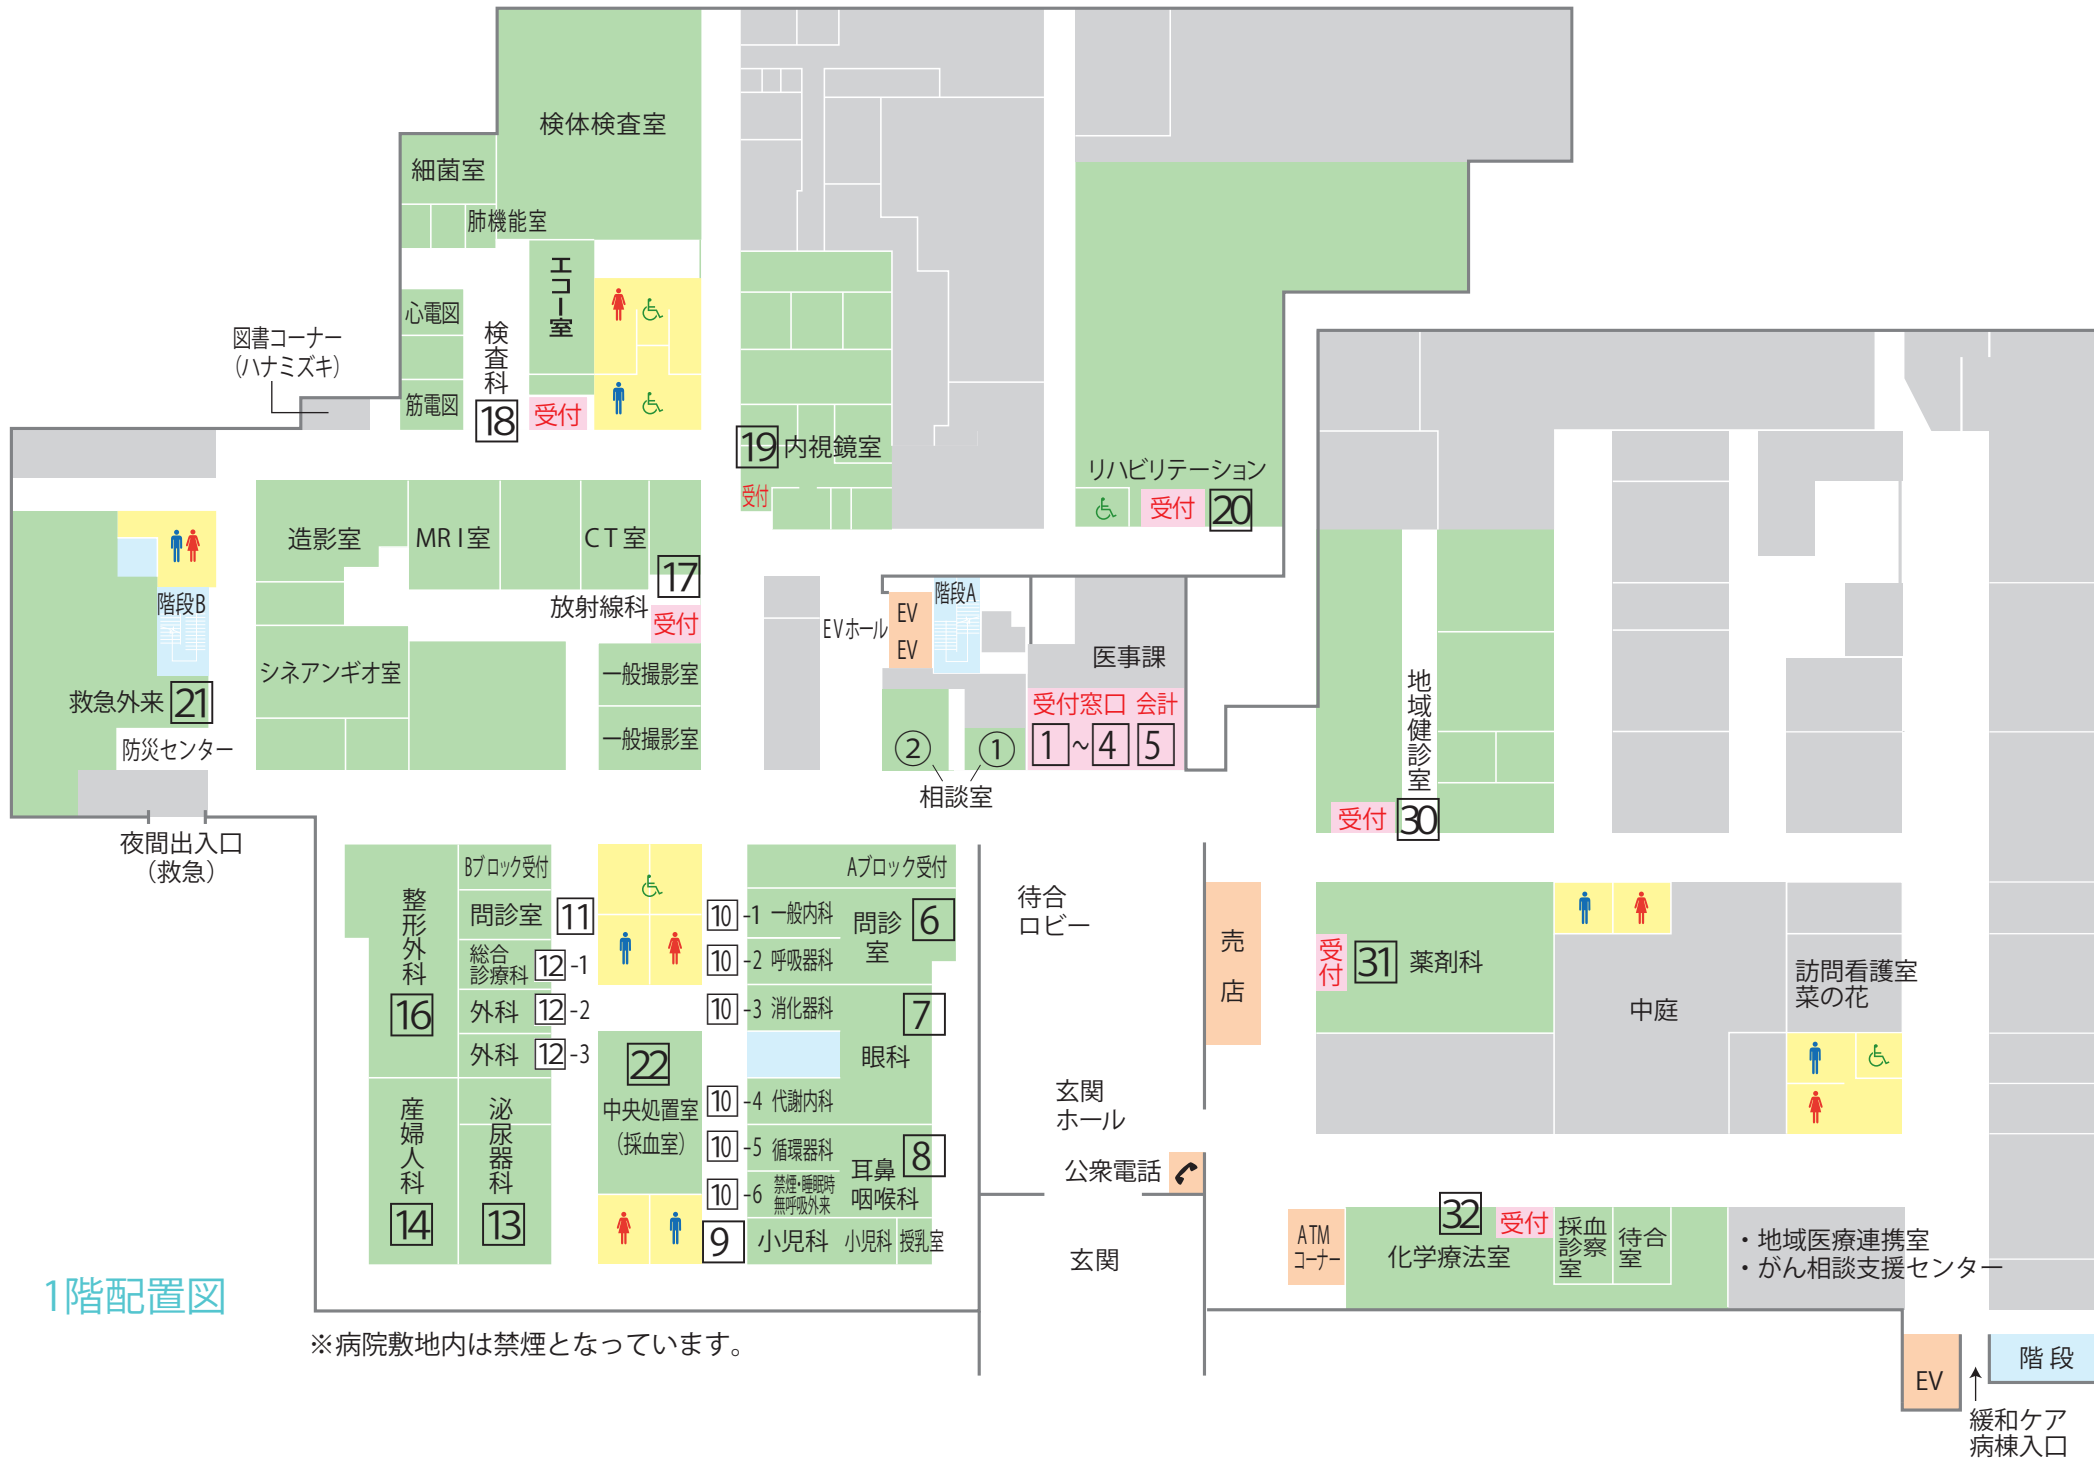 検体検査室
細菌室
肺機能室
エコー室
心電図
検査科
図書コーナー
(ハナミズキ)
筋電図
18
受付
19 内視鏡室
受付
リハビリテーション
受付 20
造影室
MRI室
CT室
17
放射線科
受付
階段B
シネアンギオ室
一般撮影室
一般撮影室
救急外来 21
防災センター
夜間出入口
(救急)
EVホール
EV
EV
階段A
医事課
受付窓口 会計
1~4 5
② ①
相談室
地域健診室
受付 30
整形外科
16
Bブロック受付
問診室 11
総合
診療科 12-1
外科 12-2
外科 12-3
産婦人科
14
泌尿器科
13
22
中央処置室
(採血室)
Aブロック受付
10-1 一般内科
10-2 呼吸器科
10-3 消化器科
10-4 代謝内科
10-5 循環器科
10-6 禁煙・睡眠時
無呼吸外来
問診
室
6
7
眼科
8
耳鼻
咽喉科
9 小児科 小児科 授乳室
待合
ロビー
売店
玄関
ホール
公衆電話
玄関
受付
31 薬剤科
中庭
訪問看護室
菜の花
ATM
コーナー
32 受付
化学療法室
採血
診察
室
待合
室
・地域医療連携室
・がん相談支援センター
1階配置図
※病院敷地内は禁煙となっています。
EV
階段
緩和ケア
病棟入口